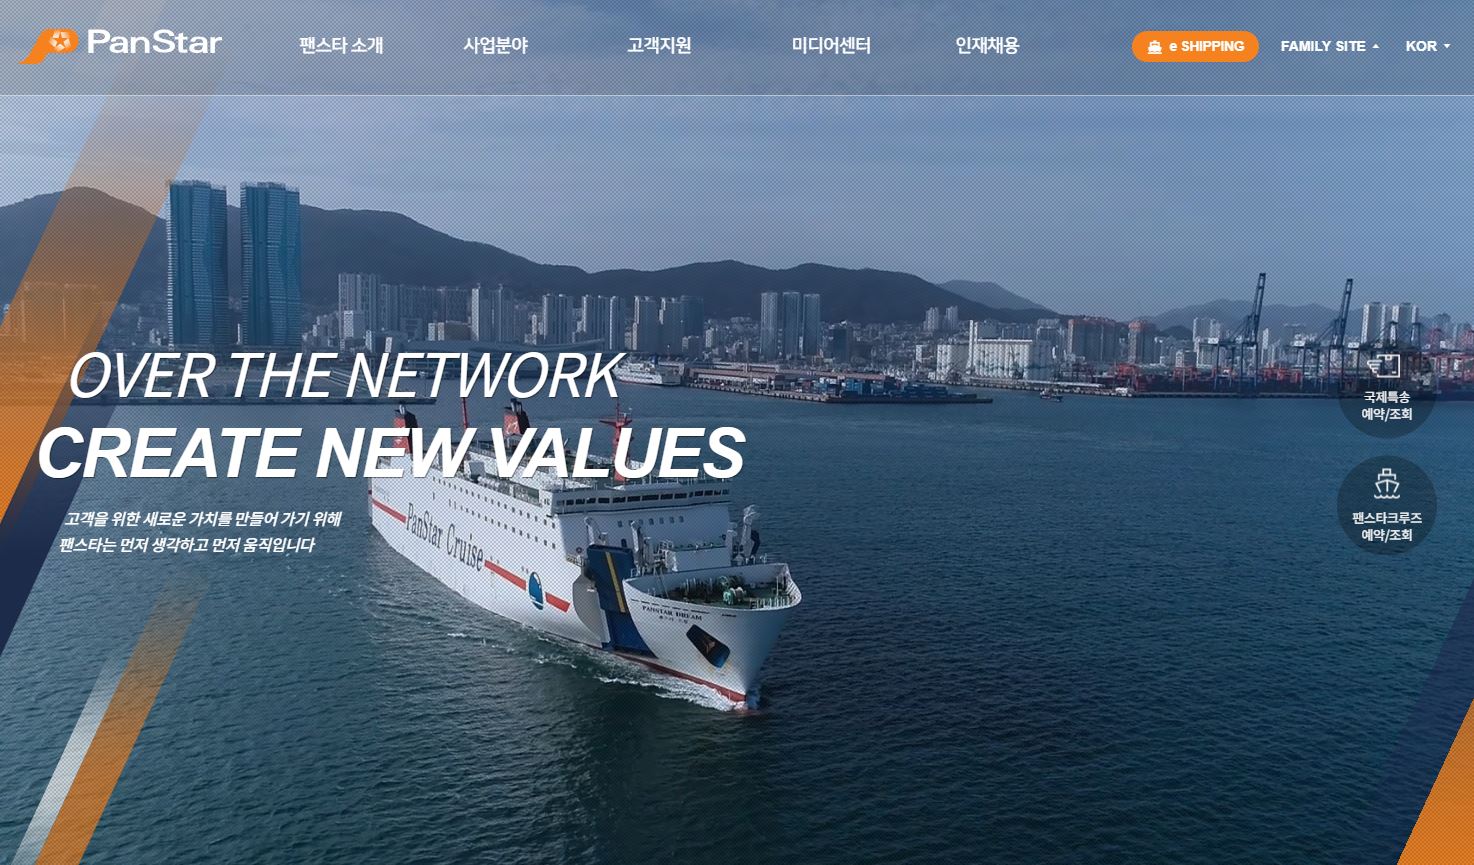 PanStar
팬스타 소개
사업분야
고객지원
미디어센터
인재채용
e SHIPPING
FAMILY SITE
KOR
OVER THE NETWORK
CREATE NEW VALUES
고객을 위한 새로운 가치를 만들어 가기 위해
팬스타는 먼저 생각하고 먼저 움직입니다
국제특송
예약/조회
팬스타크루즈
예약/조회
PanStar Cruise
PANSTAR DREAM